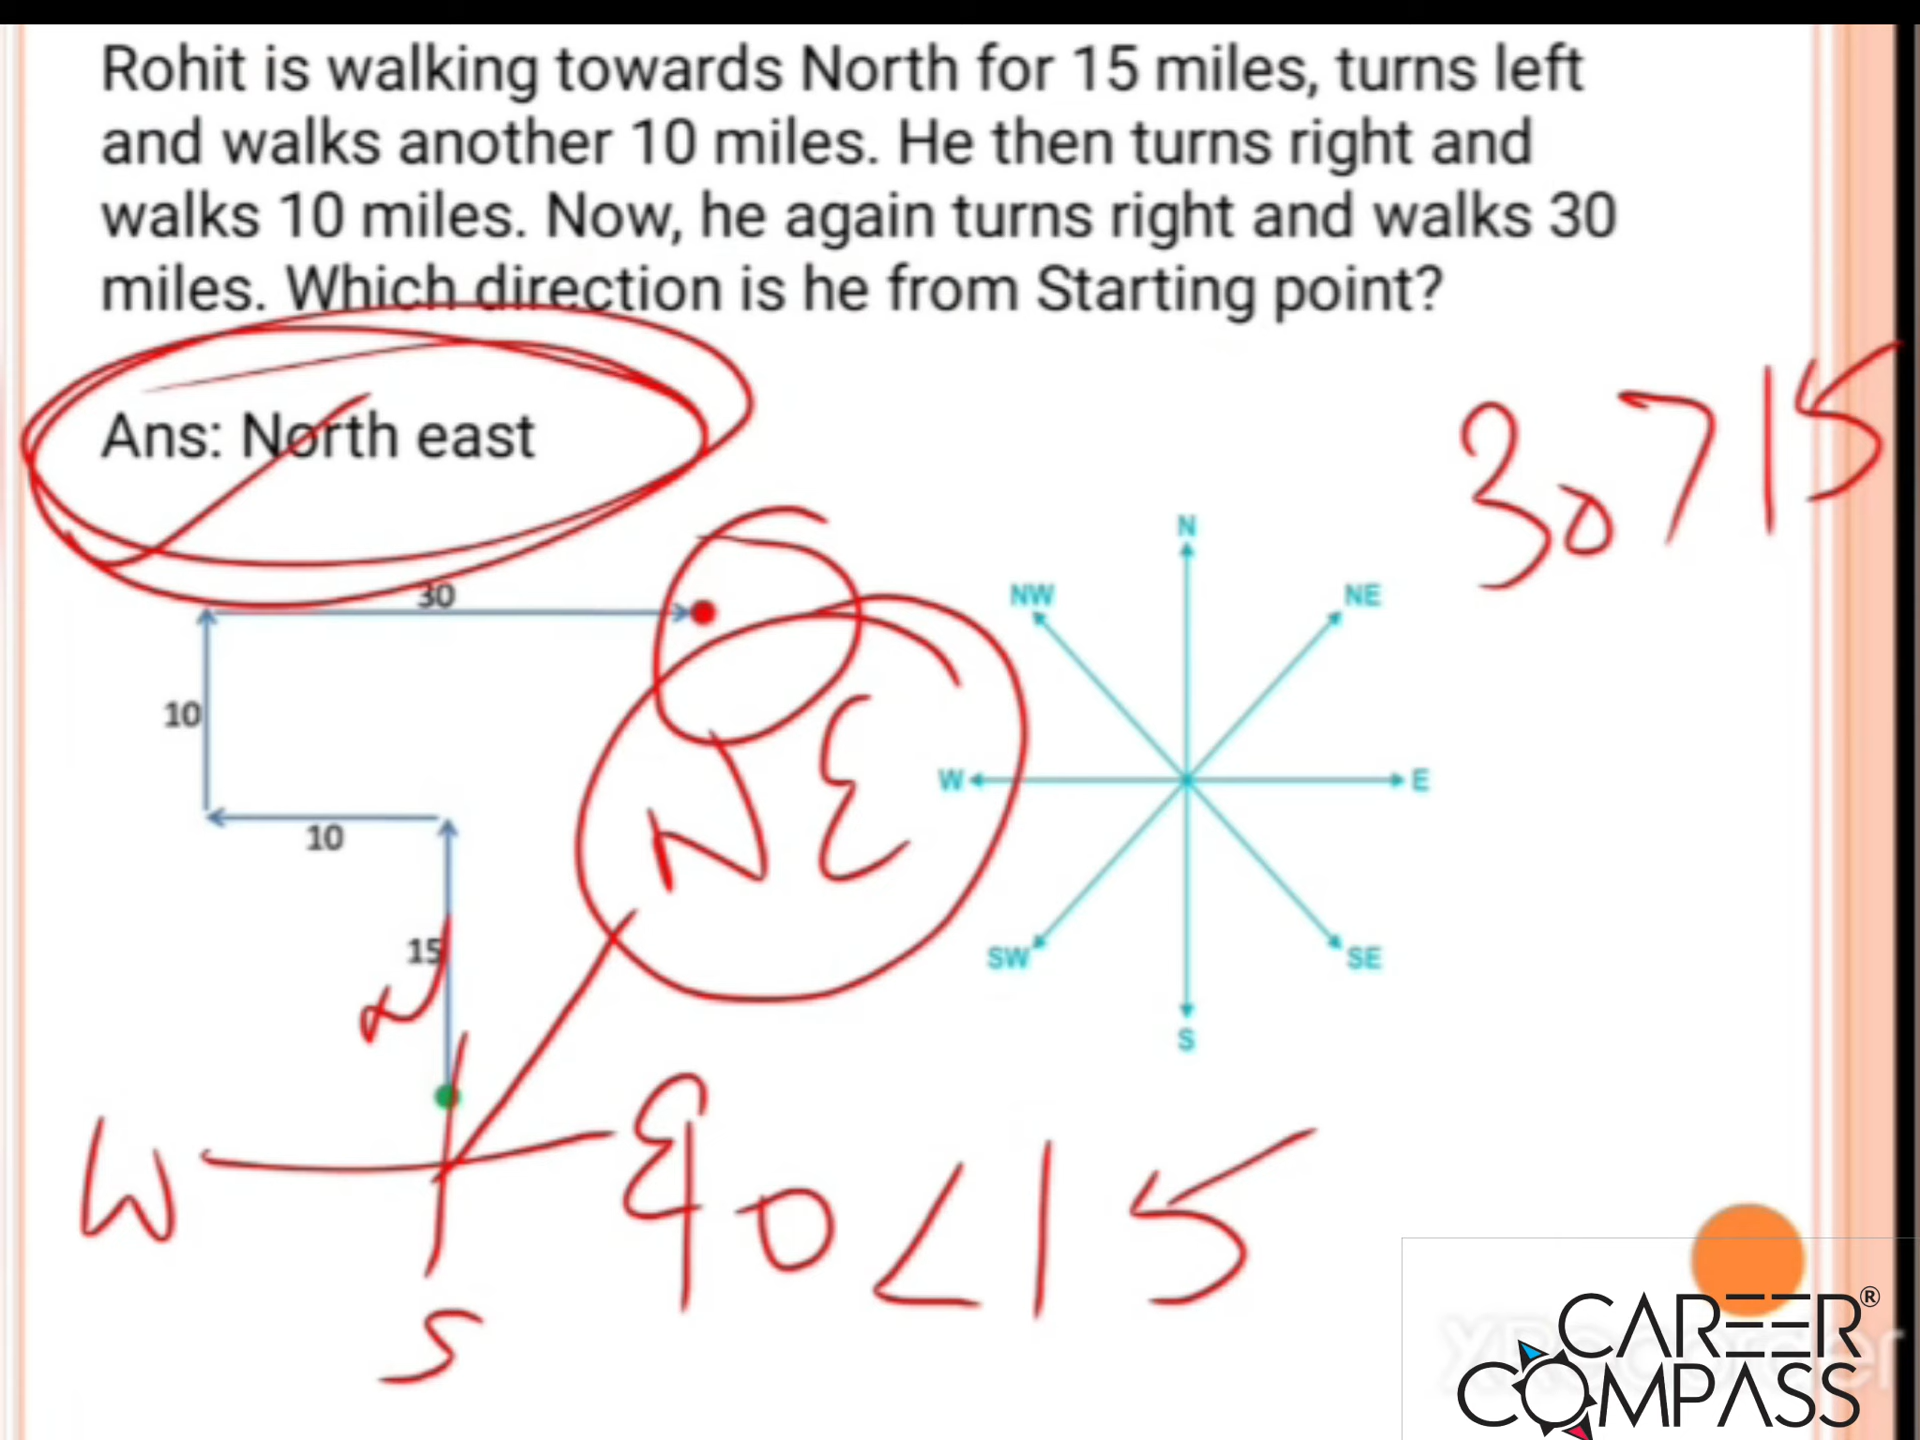 Rohit is walking towards North for 15 miles, turns left
and walks another 10 miles. He then turns right and
walks 10 miles. Now, he again turns right and walks 30
miles. Which direction is he from Starting point?
Ans: North east
30 > 15
30
10
10
15
N
NE
E
SE
S
SW
W
NW
NE
W
S
<15
CAREER®
COMPASS